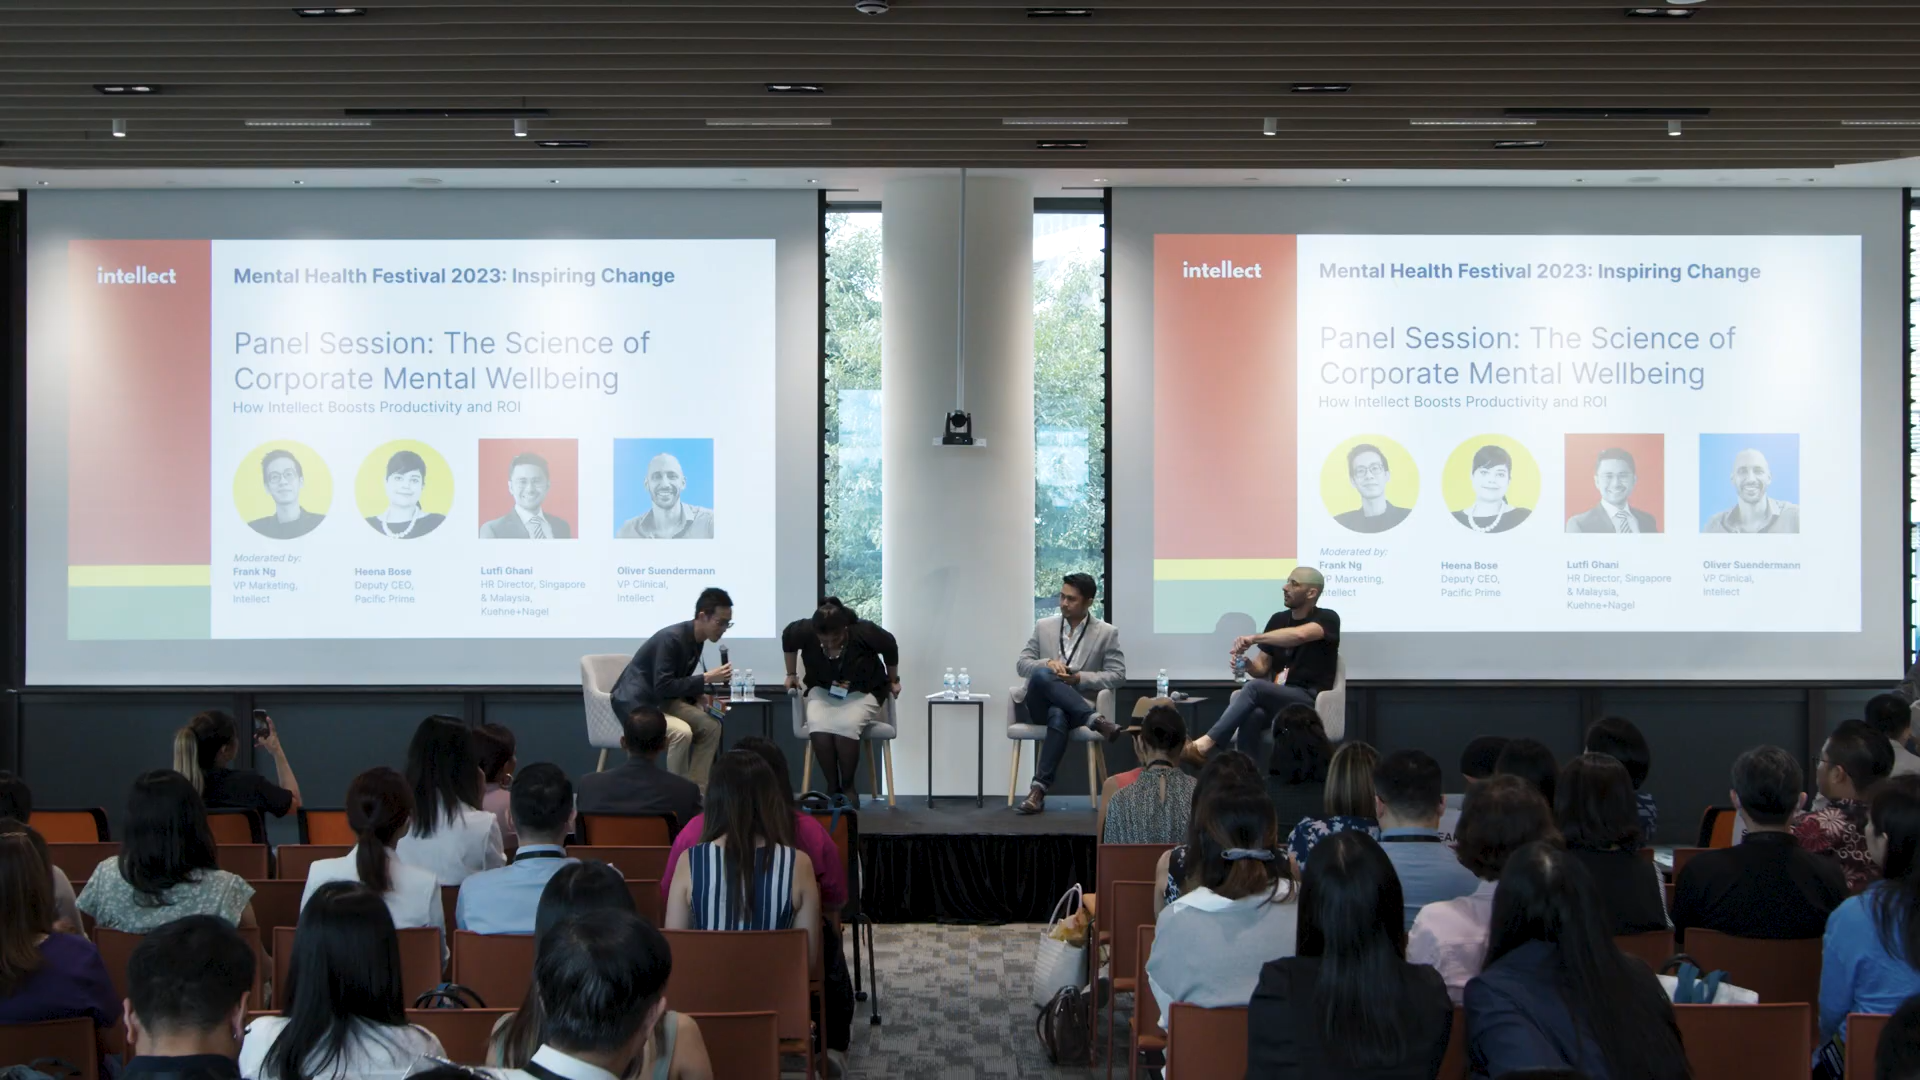 intellect
Mental Health Festival 2023: Inspiring Change
Panel Session: The Science of
Corporate Mental Wellbeing
How Intellect Boosts Productivity and ROI
Moderated by:
Frank Ng
VP Marketing,
Intellect
Heena Bose
Deputy CEO,
Pacific Prime
Lutfi Ghani
HR Director, Singapore
& Malaysia,
Kuehne+Nagel
Oliver Suendermann
VP Clinical,
Intellect
intellect
Mental Health Festival 2023: Inspiring Change
Panel Session: The Science of
Corporate Mental Wellbeing
How Intellect Boosts Productivity and ROI
Moderated by:
Frank Ng
VP Marketing,
Intellect
Heena Bose
Deputy CEO,
Pacific Prime
Lutfi Ghani
HR Director, Singapore
& Malaysia,
Kuehne+Nagel
Oliver Suendermann
VP Clinical,
Intellect